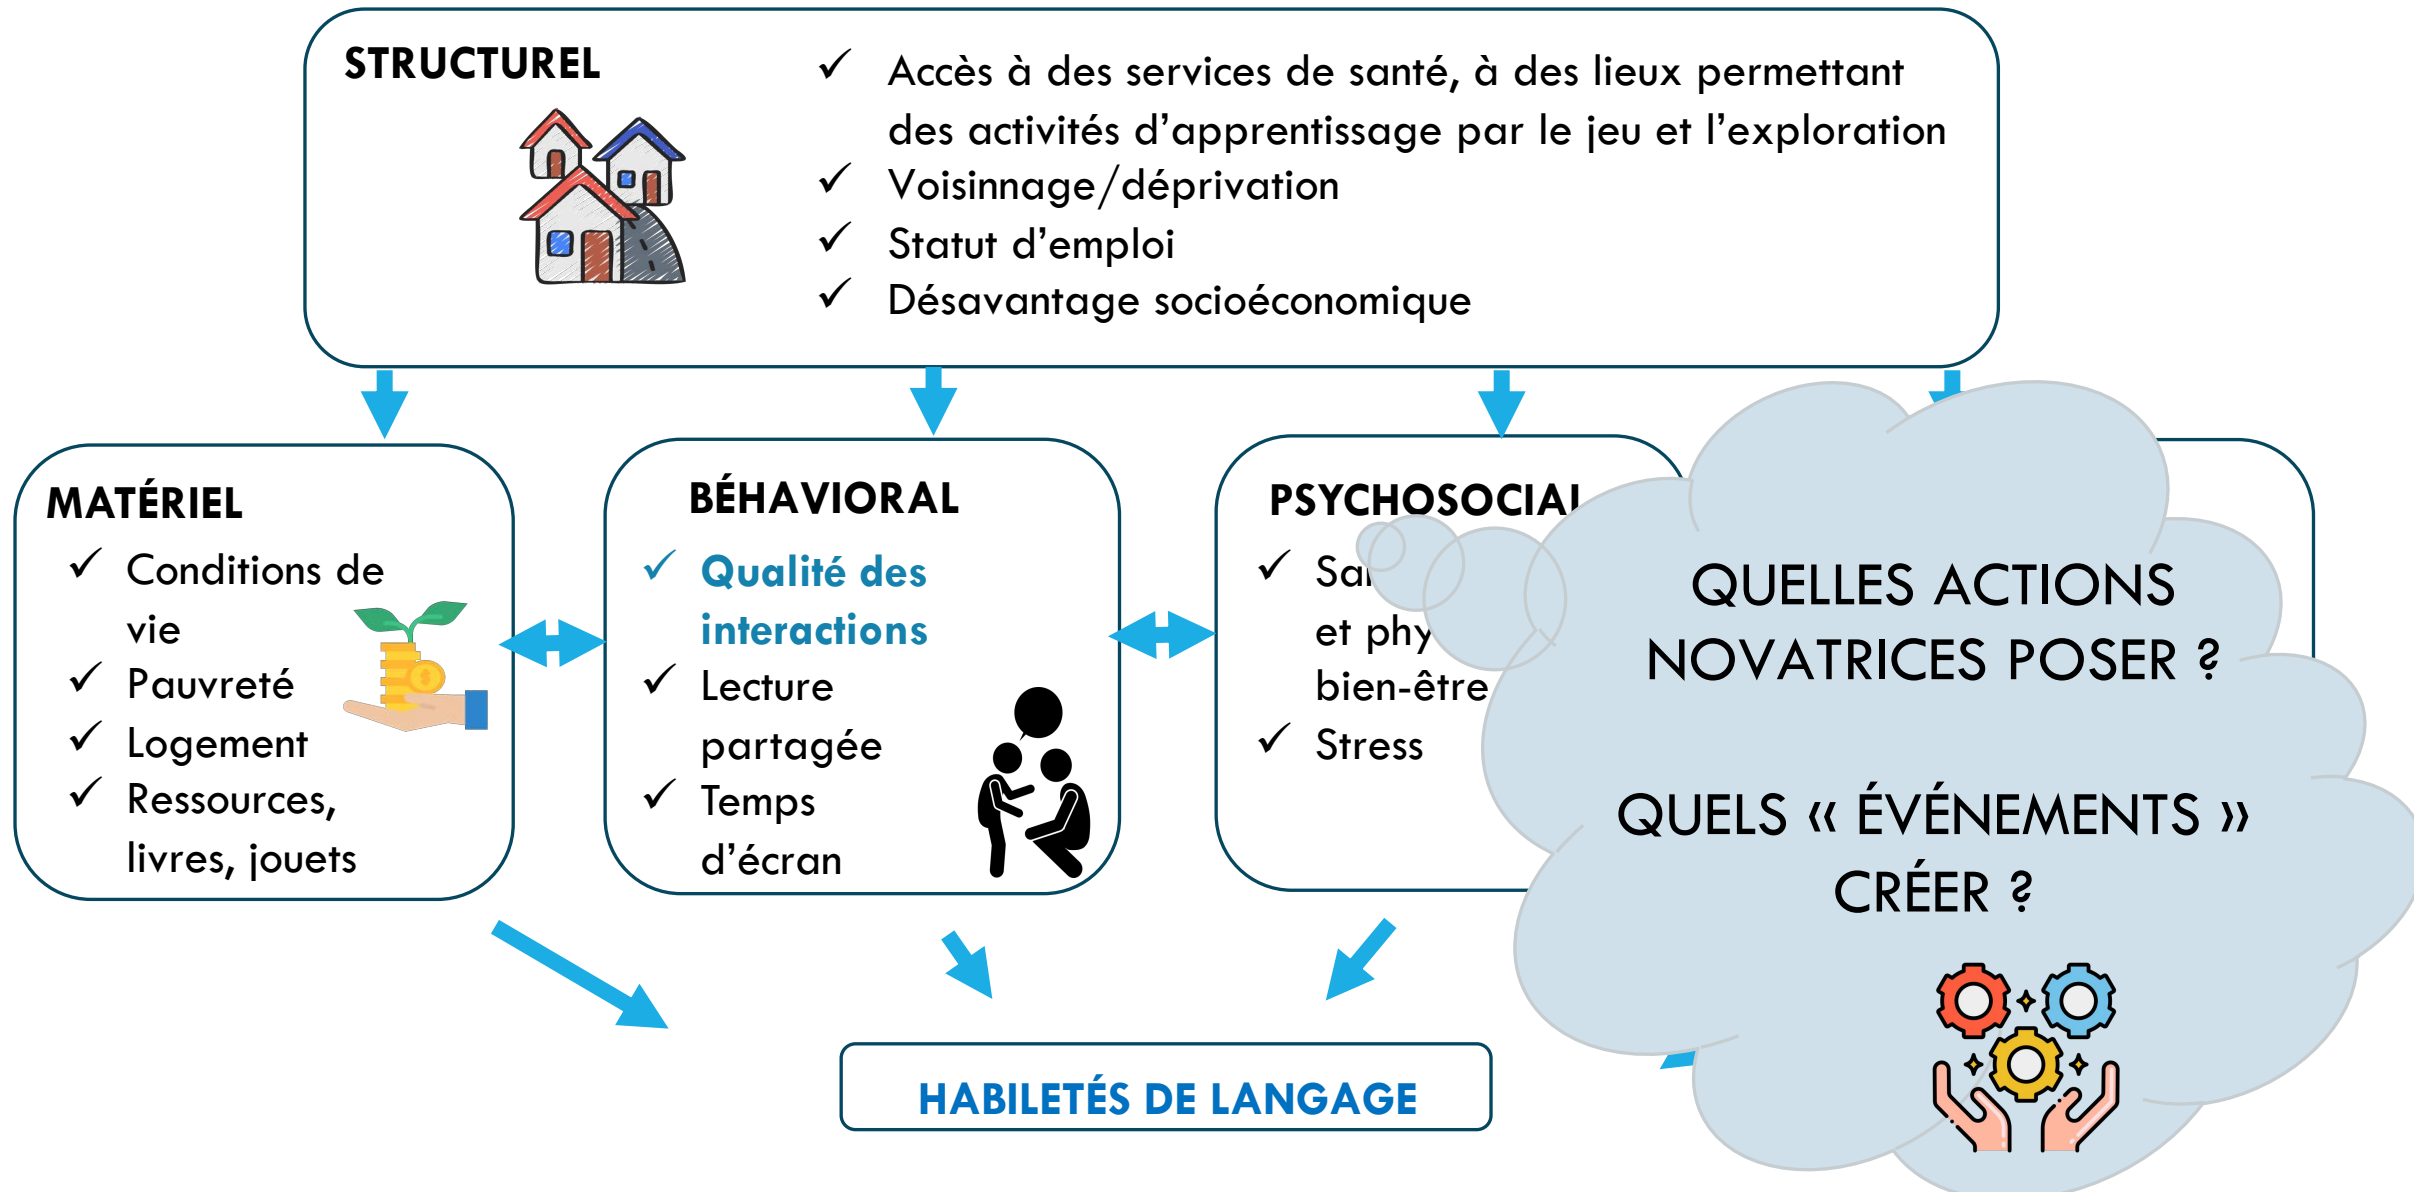 STRUCTUREL
✓ Accès à des services de santé, à des lieux permettant
des activités d'apprentissage par le jeu et l'exploration
✓ Voisinnage/déprivation
✓ Statut d'emploi
✓ Désavantage socioéconomique
MATÉRIEL
✓ Conditions de
vie
✓ Pauvreté
✓ Logement
✓ Ressources,
livres, jouets
BÉHAVIORAL
✓ Qualité des
interactions
✓ Lecture
partagée
✓ Temps
d'écran
PSYCHOSOCIAL
et
bien-être
✓ Stress
QUELLES ACTIONS
NOVATRICES POSER ?
QUELS « ÉVÉNEMENTS »
CRÉER ?
HABILETÉS DE LANGAGE